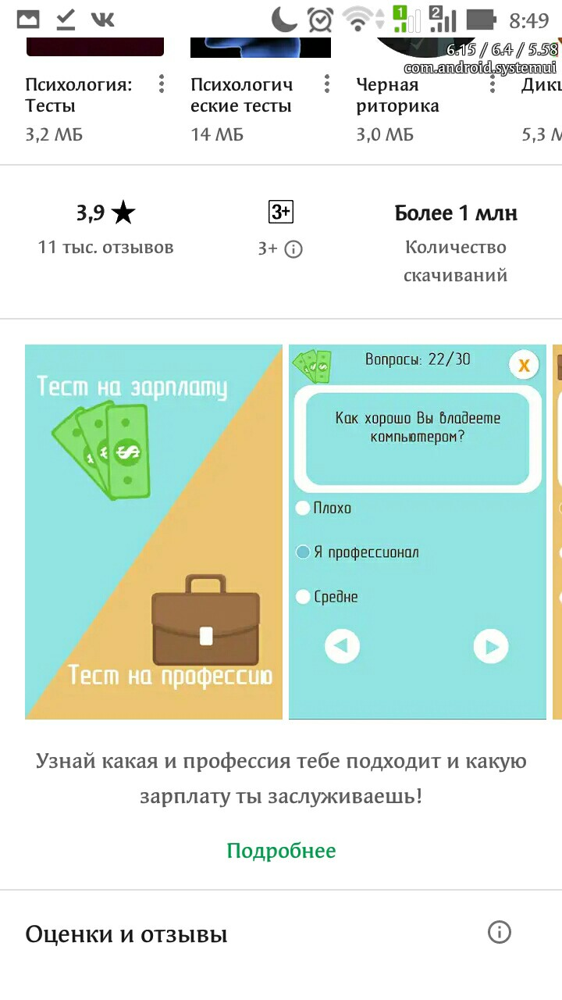 8:49
6.15 / 6.4 / 5.58
com.android.systemui
Психология:
Тесты
3,2 МБ
Психологич
еские тесты
14 МБ
Черная
риторика
3,0 МБ
5,3
3,9
11 тыс. отзывов
3+
3+
Более 1 млн
Количество
скачиваний
Тест на зарплату
Тест на профессию
Вопросы: 22/30
X
Как хорошо Вы владеете
компьютером?
Плохо
Я профессионал
Средне
Узнай какая и профессия тебе подходит и какую
зарплату ты заслуживаешь!
Подробнее
Оценки и отзывы